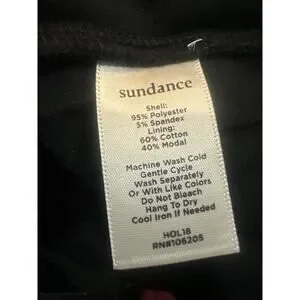 sundance
Shell:
95% Polyester
5% Spandex
Lining:
60% Cotton
40% Modal
Machine Wash Cold
Gentle Cycle
Wash Separately
Or With Like Colors
Do Not Bleach
Hang To Dry
Cool Iron If Needed
HOL18
RN#106205